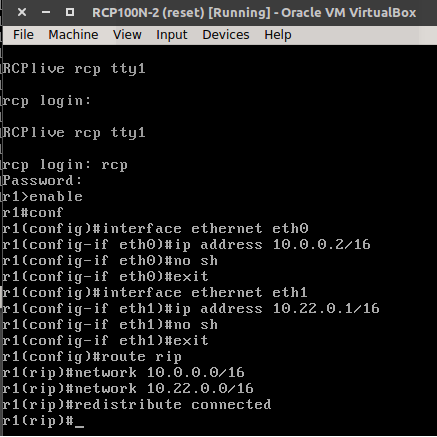 RCP100N-2 (reset) [Running] - Oracle VM VirtualBox
File Machine View Input Devices Help
RCPlive rcp tty1
rcp login:
RCPlive rcp tty1
rcp login: rcp
Password:
r1>enable
r1#conf
r1(config)#interface ethernet eth0
r1(config-if eth0)#ip address 10.0.0.2/16
r1(config-if eth0)#no sh
r1(config-if eth0)#exit
r1(config)#interface ethernet eth1
r1(config-if eth1)#ip address 10.22.0.1/16
r1(config-if eth1)#no sh
r1(config-if eth1)#exit
r1(config)#route rip
r1(rip)#network 10.0.0.0/16
r1(rip)#network 10.22.0.0/16
r1(rip)#redistribute connected
r1(rip)#_